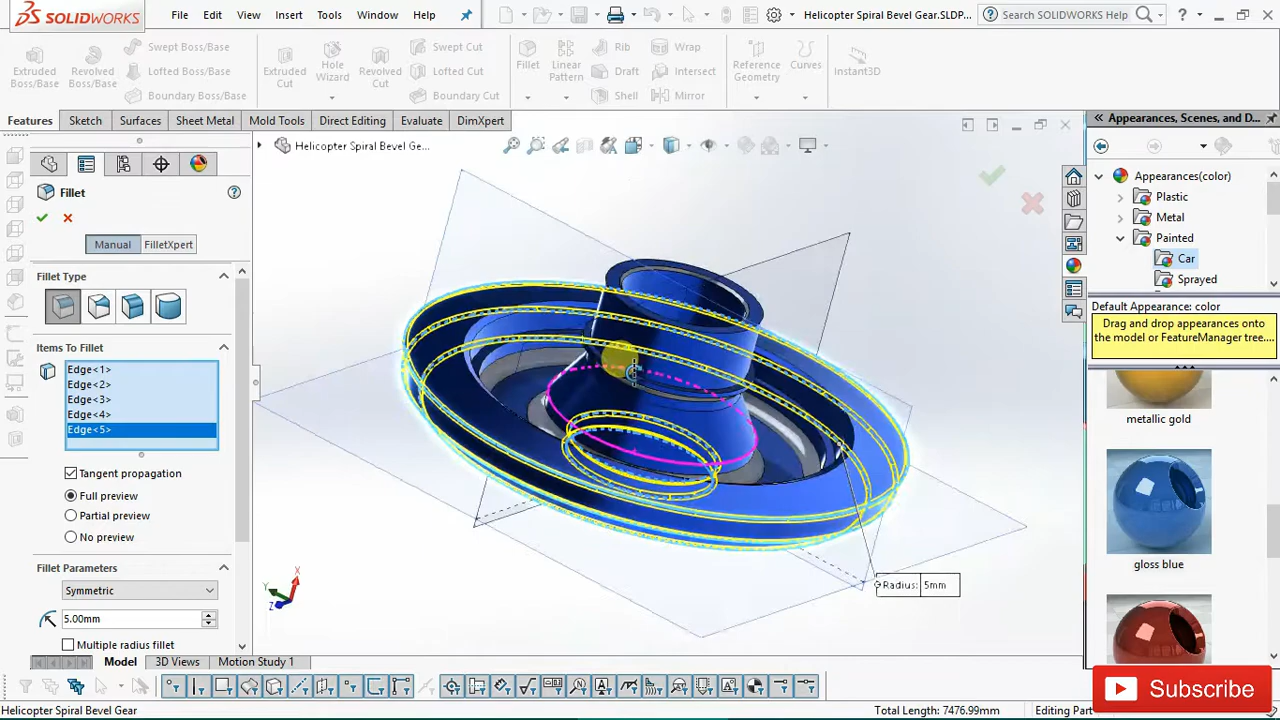 SOLIDWORKS File Edit View Insert Tools Window Help Helicopter Spiral Bevel Gear.SLDP... Search SOLIDWORKS Help
Extruded Boss/Base
Revolved Boss/Base
Swept Boss/Base
Lofted Boss/Base
Boundary Boss/Base
Extruded Cut
Hole Wizard
Revolved Cut
Swept Cut
Lofted Cut
Boundary Cut
Fillet
Linear Pattern
Rib
Draft
Shell
Wrap
Intersect
Mirror
Reference Geometry
Curves
Instant3D
Features Sketch Surfaces Sheet Metal Mold Tools Direct Editing Evaluate DimXpert
Helicopter Spiral Bevel Ge...
Fillet
Manual FilletXpert
Fillet Type
Items To Fillet
Edge<1>
Edge<2>
Edge<3>
Edge<4>
Edge<5>
Tangent propagation
Full preview
Partial preview
No preview
Fillet Parameters
Symmetric
5.00mm
Multiple radius fillet
Radius: 5mm
Y X Z
Appearances, Scenes, and D...
Appearances(color)
Plastic
Metal
Painted
Car
Sprayed
Default Appearance: color
Drag and drop appearances onto
the model or FeatureManager tree....
metallic gold
gloss blue
Model 3D Views Motion Study 1
Subscribe
Helicopter Spiral Bevel Gear Total Length: 7476.99mm Editing Part